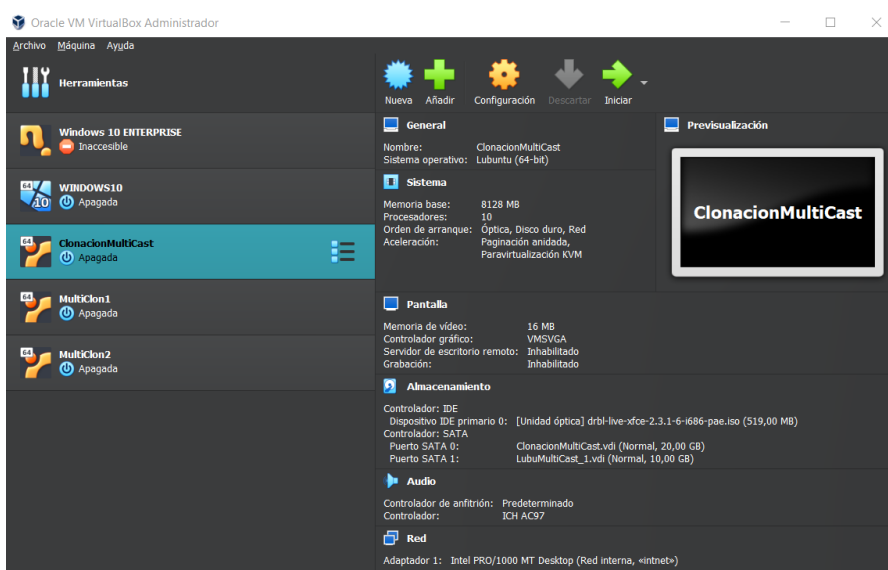 Oracle VM VirtualBox Administrador
Archivo Máquina Ayuda
Herramientas
Nueva Añadir Configuración Descartar Iniciar
Windows 10 ENTERPRISE
Inaccesible
64 10 WINDOWS10
Apagada
64 ClonacionMultiCast
Apagada
64 MultiClon1
Apagada
64 MultiClon2
Apagada
General
Nombre: ClonacionMultiCast
Sistema operativo: Lubuntu (64-bit)
Sistema
Memoria base: 8128 MB
Procesadores: 10
Orden de arranque: Óptica, Disco duro, Red
Aceleración: Paginación anidada,
Paravirtualización KVM
Previsualización
ClonacionMultiCast
Pantalla
Memoria de vídeo: 16 MB
Controlador gráfico: VMSVGA
Servidor de escritorio remoto: Inhabilitado
Grabación: Inhabilitado
Almacenamiento
Controlador: IDE
Dispositivo IDE primario 0: [Unidad óptica] drbl-live-xfce-2.3.1-6-i686-pae.iso (519,00 MB)
Controlador: SATA
Puerto SATA 0: ClonacionMultiCast.vdi (Normal, 20,00 GB)
Puerto SATA 1: LubuMultiCast_1.vdi (Normal, 10,00 GB)
Audio
Controlador de anfitrión: Predeterminado
Controlador: ICH AC97
Red
Adaptador 1: Intel PRO/1000 MT Desktop (Red interna, «intnet»)